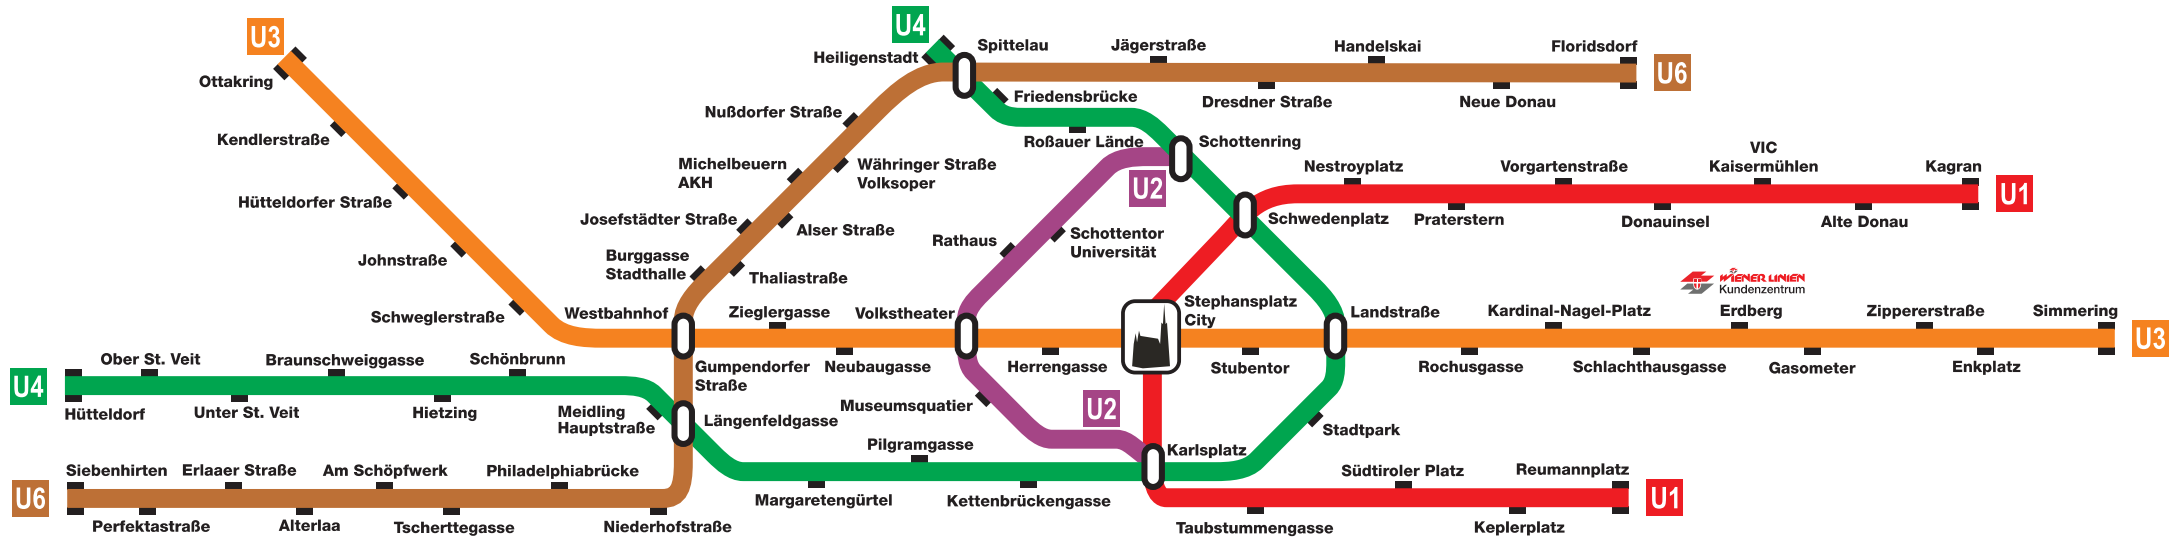 U3
U4
Heiligenstadt
Spittelau
Jägerstraße
Handelskai
Floridsdorf
U6
Ottakring
Friedensbrücke
Dresdner Straße
Neue Donau
Nußdorfer Straße
Kendlerstraße
Roßauer Lände
Schottenring
Michelbeuern
AKH
Währinger Straße
Volksoper
U2
Nestroyplatz
Vorgartenstraße
VIC
Kaisermühlen
Kagran
U1
Hütteldorfer Straße
Josefstädter Straße
Alser Straße
Schwedenplatz
Praterstern
Donauinsel
Alte Donau
Rathaus
Schottentor
Universität
Johnstraße
Burggasse
Stadthalle
Thaliastraße
WIENER LINIEN
Kundenzentrum
Schweglerstraße
Westbahnhof
Zieglergasse
Volkstheater
Stephansplatz
City
Landstraße
Kardinal-Nagel-Platz
Erdberg
Zippererstraße
Simmering
U3
Ober St. Veit
Braunschweiggasse
Schönbrunn
Gumpendorfer
Straße
Neubaugasse
Herrengasse
Stubentor
Rochusgasse
Schlachthausgasse
Gasometer
Enkplatz
U4
Hütteldorf
Unter St. Veit
Hietzing
Meidling
Hauptstraße
Längenfeldgasse
Museumsquatier
U2
Stadtpark
Pilgramgasse
Karlsplatz
Siebenhirten
Erlaaer Straße
Am Schöpfwerk
Philadelphiabrücke
Südtiroler Platz
Reumannplatz
U6
Margaretengürtel
Kettenbrückengasse
U1
Perfektastraße
Alterlaa
Tscherttegasse
Niederhofstraße
Taubstummengasse
Keplerplatz